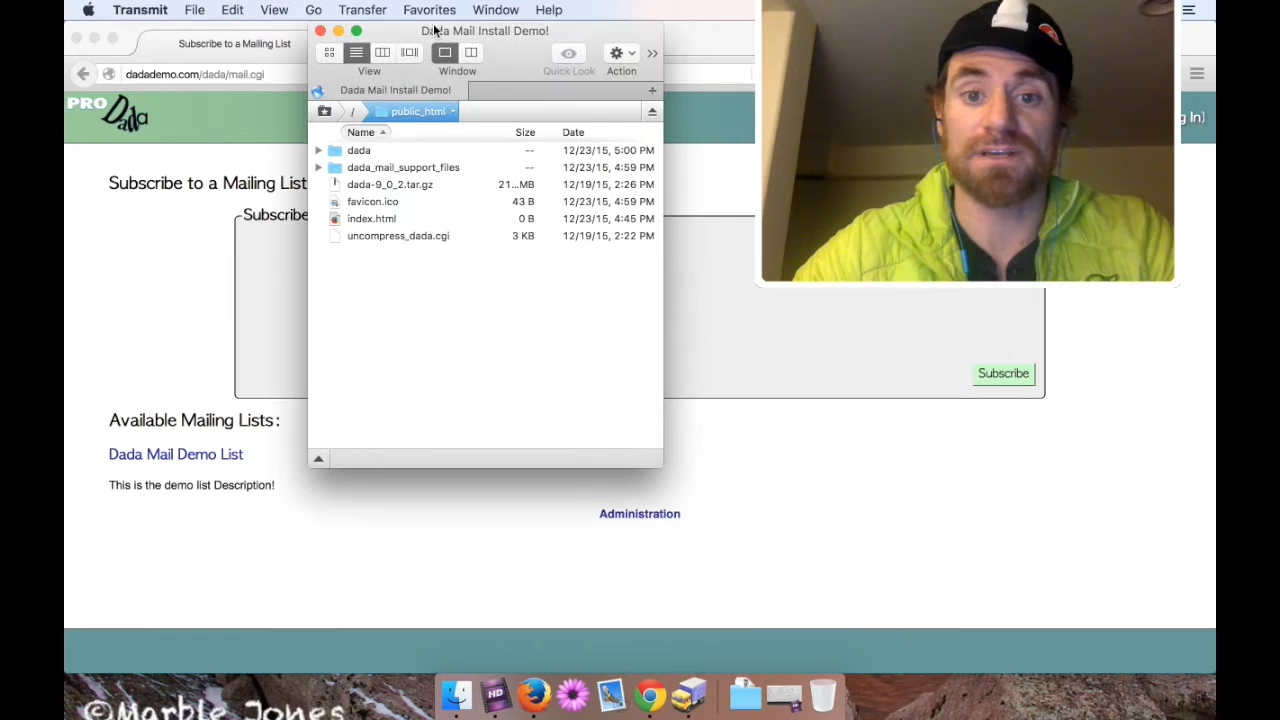 Transmit File Edit View Go Transfer Favorites Window Help
Dada Mail Install Demo!
Subscribe to a Mailing List
View Window Quick Look Action
dadademo.com/dada/mail.cgi
Dada Mail Install Demo!
PRO Dada
/ public_html
g In)
Name Size Date
dada -- 12/23/15, 5:00 PM
dada_mail_support_files -- 12/23/15, 4:59 PM
Subscribe to a Mailing List
dada-9_0_2.tar.gz 21...MB 12/19/15, 2:26 PM
favicon.ico 43 B 12/23/15, 4:59 PM
Subscribe
index.html 0 B 12/23/15, 4:45 PM
uncompress_dada.cgi 3 KB 12/19/15, 2:22 PM
Subscribe
Available Mailing Lists:
Dada Mail Demo List
This is the demo list Description!
Administration
HD
©Marble Jones